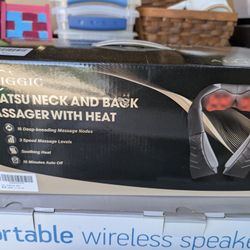 IGGIC
ATSU NECK AND BACK
ASSAGER WITH HEAT
16 Deep-kneading Massage Nodes
3 Speed Massage Levels
Soothing Heat
15 Minutes Auto Off
ortable wireless speak